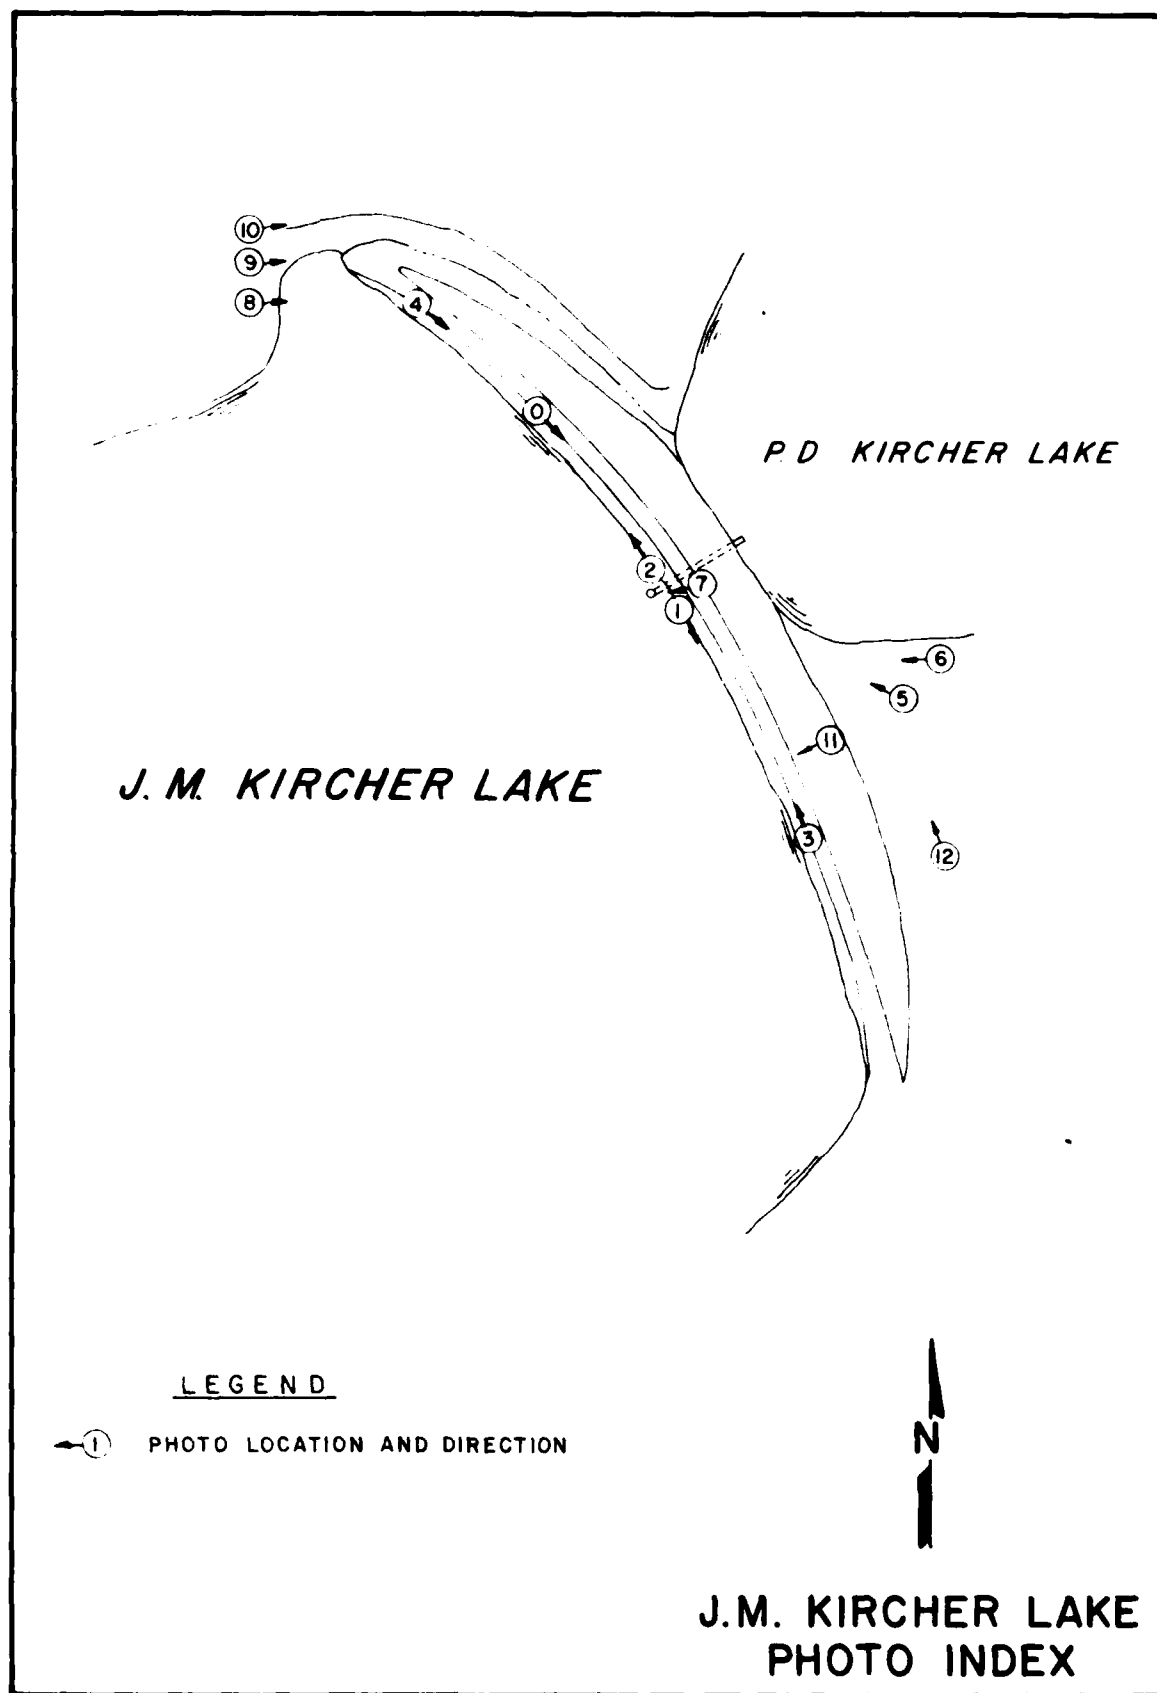 10
9
8
4
0
P.D KIRCHER LAKE
2
7
1
6
5
11
J.M. KIRCHER LAKE
3
12
LEGEND
1 PHOTO LOCATION AND DIRECTION
N
J.M. KIRCHER LAKE
PHOTO INDEX